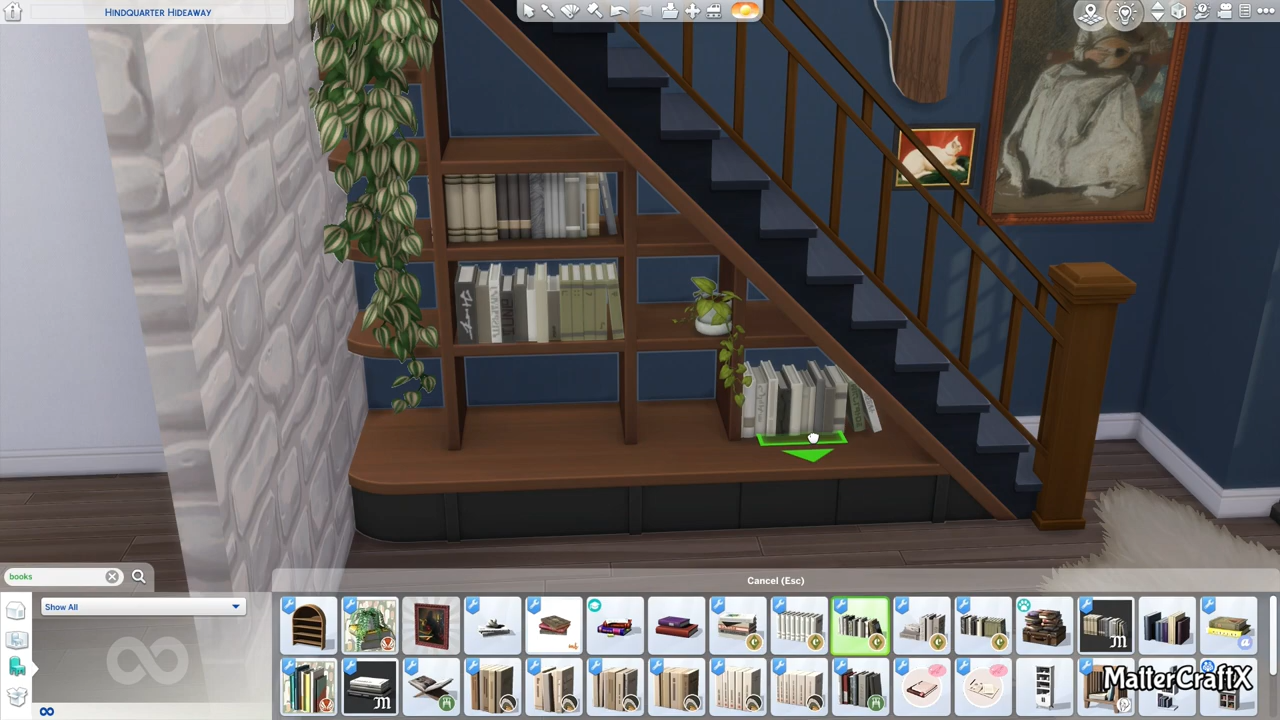 HINDQUARTER HIDEAWAY
books
Cancel (Esc)
Show All
MatterCraftX